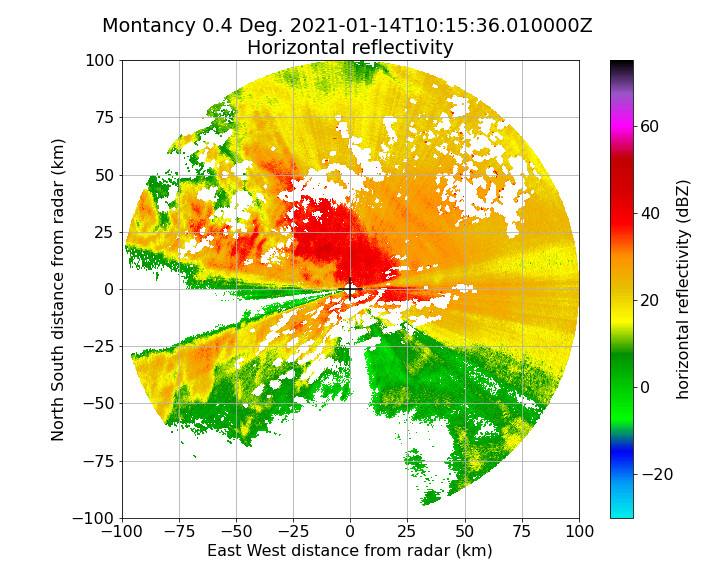 Montancy 0.4 Deg. 2021-01-14T10:15:36.010000Z
Horizontal reflectivity
100
75
50
25
0
−25
−50
−75
−100
−100 −75 −50 −25 0 25 50 75 100
North South distance from radar (km)
East West distance from radar (km)
60
40
20
0
−20
horizontal reflectivity (dBZ)